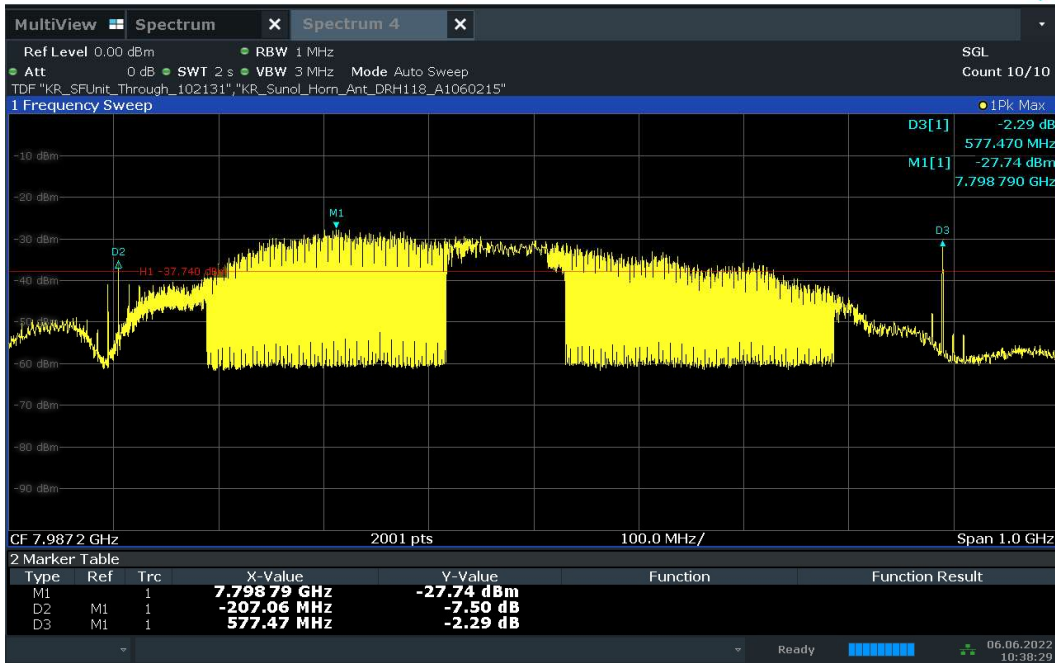 MultiView Spectrum X Spectrum 4 X
Ref Level 0.00 dBm RBW 1 MHz SGL
Att 0 dB SWT 2 s VBW 3 MHz Mode Auto Sweep Count 10/10
TDF "KR_SFUnit_Through_102131","KR_Sunol_Horn_Ant_DRH118_A1060215"
1 Frequency Sweep 1Pk Max
D3[1] -2.29 dB
577.470 MHz
-10 dBm
M1[1] -27.74 dBm
7.798 790 GHz
-20 dBm
M1
-30 dBm
D3
D2
H1 -37.740 dBm
-40 dBm
-50 dBm
-60 dBm
-70 dBm
-80 dBm
-90 dBm
CF 7.9872 GHz 2001 pts 100.0 MHz/ Span 1.0 GHz
2 Marker Table
Type Ref Trc X-Value Y-Value Function Function Result
M1 1 7.798 79 GHz -27.74 dBm
D2 M1 1 -207.06 MHz -7.50 dB
D3 M1 1 577.47 MHz -2.29 dB
Ready 06.06.2022
10:38:29